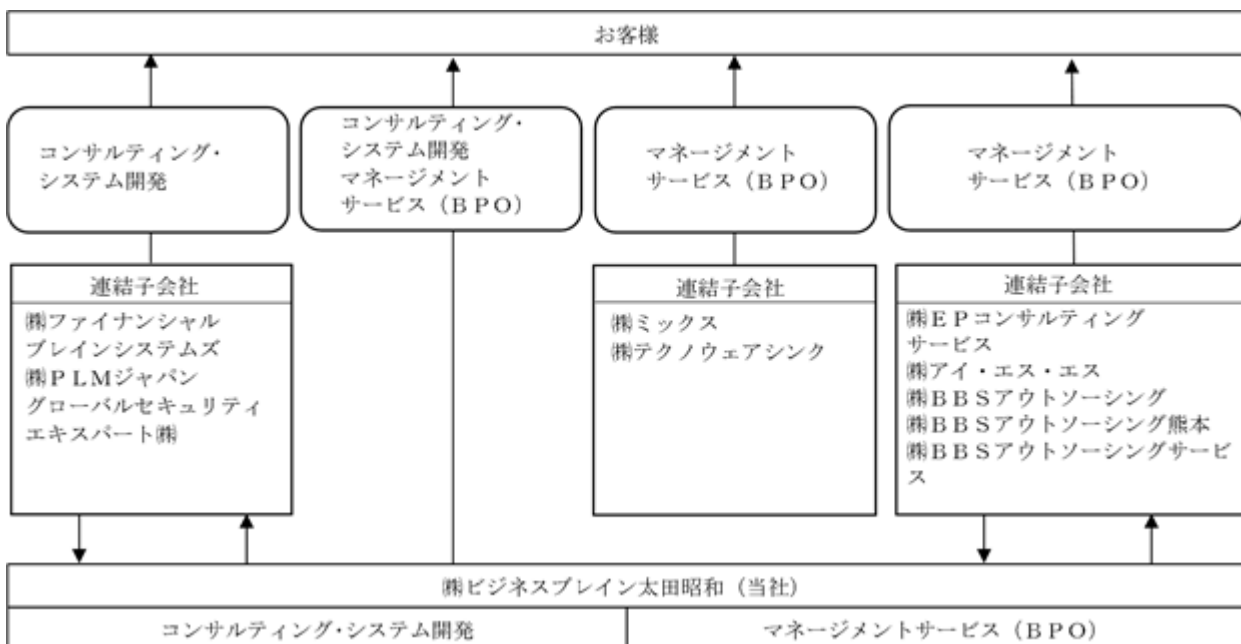 お客様
コンサルティング・
システム開発
コンサルティング・
システム開発
マネージメント
サービス（ＢＰＯ）
マネージメント
サービス（ＢＰＯ）
マネージメント
サービス（ＢＰＯ）
連結子会社
㈱ファイナンシャル
ブレインシステムズ
㈱ＰＬＭジャパン
グローバルセキュリティ
エキスパート㈱
連結子会社
㈱ミックス
㈱テクノウェアシンク
連結子会社
㈱ＥＰコンサルティング
サービス
㈱アイ・エス・エス
㈱ＢＢＳアウトソーシング
㈱ＢＢＳアウトソーシング熊本
㈱ＢＢＳアウトソーシングサービ
ス
㈱ビジネスブレイン太田昭和（当社）
コンサルティング・システム開発
マネージメントサービス（ＢＰＯ）